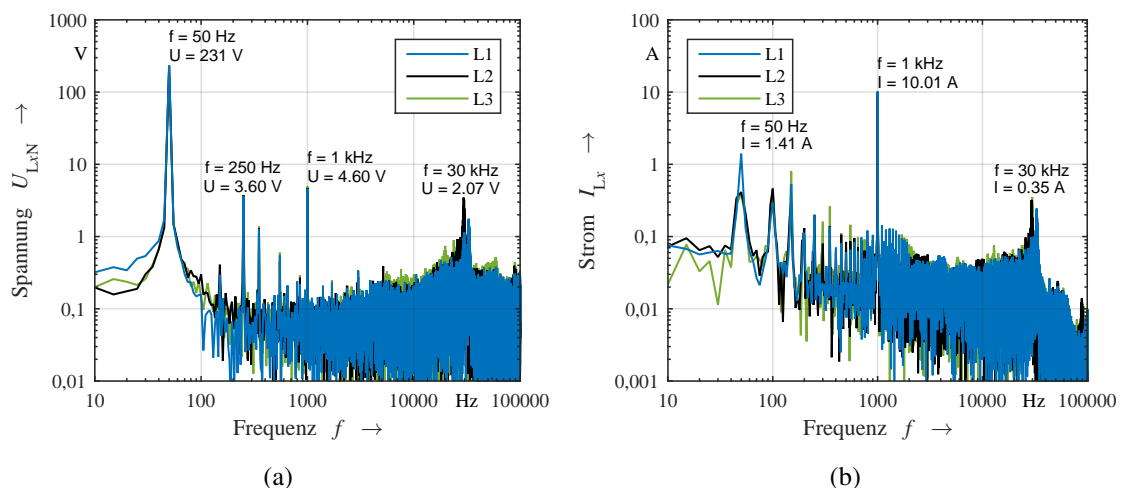 1000
V
100
10
1
0,1
0,01
Spannung U_LxN →
f = 50 Hz
U = 231 V
L1
L2
L3
f = 250 Hz
U = 3.60 V
f = 1 kHz
U = 4.60 V
f = 30 kHz
U = 2.07 V
10 100 1000 10000 Hz 100000
Frequenz f →
(a)
100
A
10
1
0,1
0,01
0,001
Strom I_Lx →
L1
L2
L3
f = 1 kHz
I = 10.01 A
f = 50 Hz
I = 1.41 A
f = 30 kHz
I = 0.35 A
10 100 1000 10000 Hz 100000
Frequenz f →
(b)